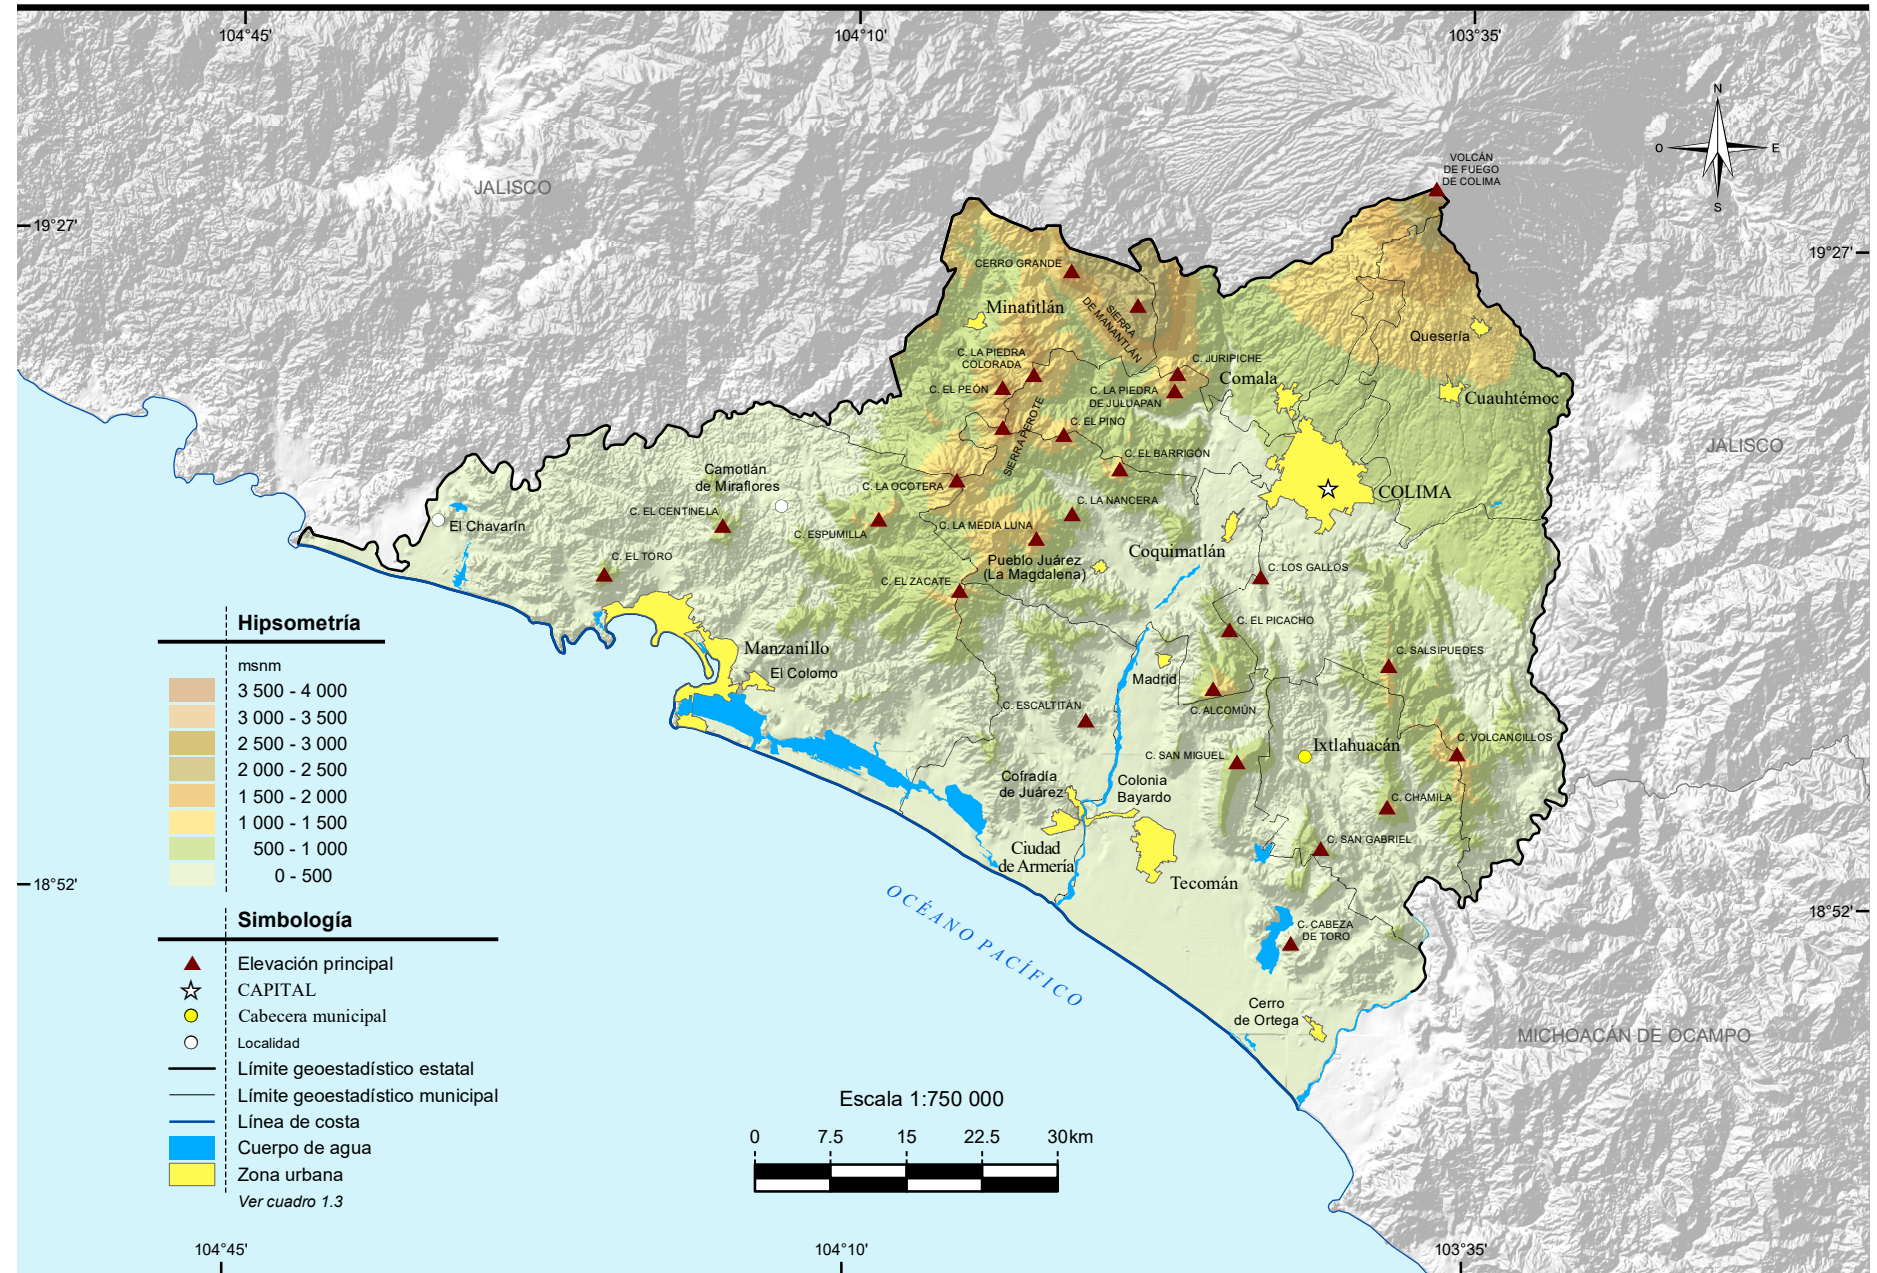 104°45'
104°10'
103°35'
N
O
E
S
VOLCÁN
DE FUEGO
DE COLIMA
JALISCO
19°27'
19°27'
CERRO GRANDE
SIERRA
DE MANANTLÁN
Minatitlán
Quesería
C. LA PIEDRA
COLORADA
C. JURIPICHE
C. EL PEÓN
C. LA PIEDRA
DE JULUAPAN
Comala
Cuauhtémoc
SIERRA PEROTE
C. EL PINO
JALISCO
C. EL BARRIGÓN
Camotlán
de Miraflores
C. LA OCOTERA
COLIMA
C. LA NANCERA
C. EL CENTINELA
El Chavarín
C. ESPUMILLA
C. LA MEDIA LUNA
Coquimatlán
C. EL TORO
Pueblo Juárez
(La Magdalena)
C. LOS GALLOS
C. EL ZACATE
C. EL PICACHO
Manzanillo
El Colomo
C. SALSIPUEDES
Madrid
C. ESCALTITÁN
C. ALCOMÚN
Ixtlahuacán
C. VOLCANCILLOS
C. SAN MIGUEL
Cofradía
de Juárez
Colonia
Bayardo
C. CHAMILA
C. SAN GABRIEL
Ciudad
de Armería
Tecomán
18°52'
18°52'
OCÉANO PACÍFICO
C. CABEZA
DE TORO
Cerro
de Ortega
MICHOACÁN DE OCAMPO
Hipsometría
msnm
3 500 - 4 000
3 000 - 3 500
2 500 - 3 000
2 000 - 2 500
1 500 - 2 000
1 000 - 1 500
500 - 1 000
0 - 500
Simbología
Elevación principal
CAPITAL
Cabecera municipal
Localidad
Límite geoestadístico estatal
Límite geoestadístico municipal
Línea de costa
Cuerpo de agua
Zona urbana
Ver cuadro 1.3
Escala 1:750 000
0 7.5 15 22.5 30km
104°45'
104°10'
103°35'